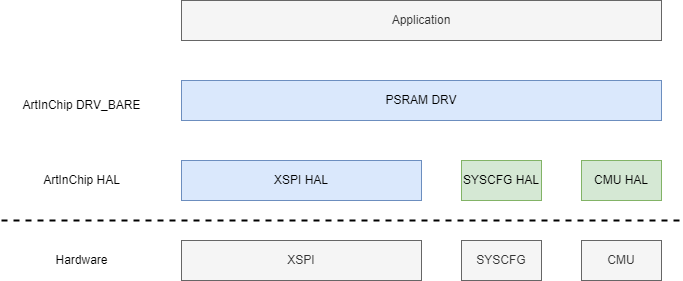 Application
ArtInChip DRV_BARE
PSRAM DRV
ArtInChip HAL
XSPI HAL
SYSCFG HAL
CMU HAL
Hardware
XSPI
SYSCFG
CMU